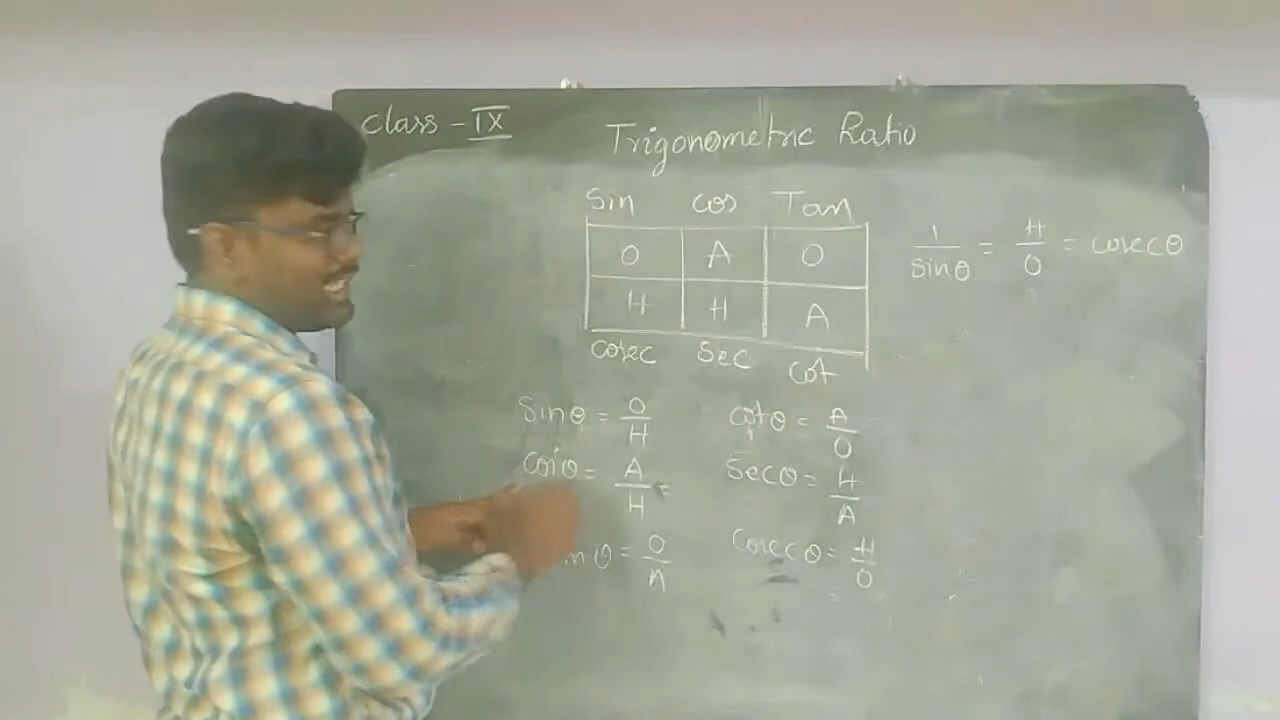 Class - IX
Trigonometric Ratio
Sin cos Tan
O A O
H H A
cosec Sec cot
1/sinθ = H/O = cosecθ
Sinθ = O/H cotθ = A/O
cosθ = A/H = Secθ = H/A
θ = O/A Cosecθ = H/O